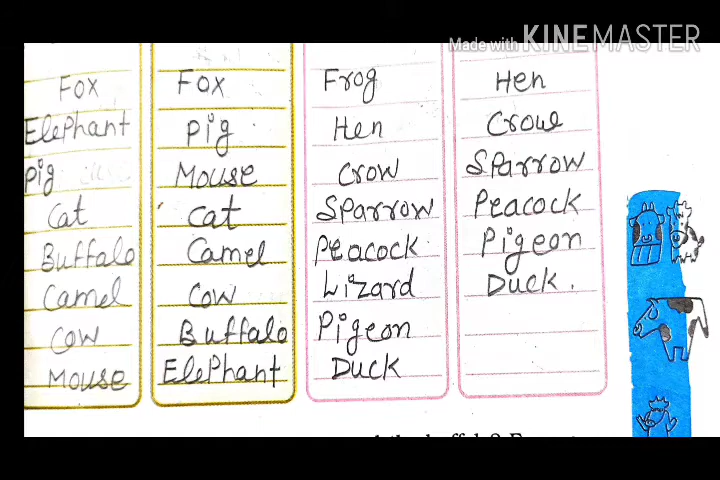 Made with KINEMASTER
Fox
Elephant
Pig
Cat
Buffalo
Camel
Cow
Mouse
Fox
Pig
Mouse
Cat
Camel
Cow
Buffalo
Elephant
Frog
Hen
Crow
Sparrow
Peacock
Lizard
Pigeon
Duck
Hen
Crow
Sparrow
Peacock
Pigeon
Duck.